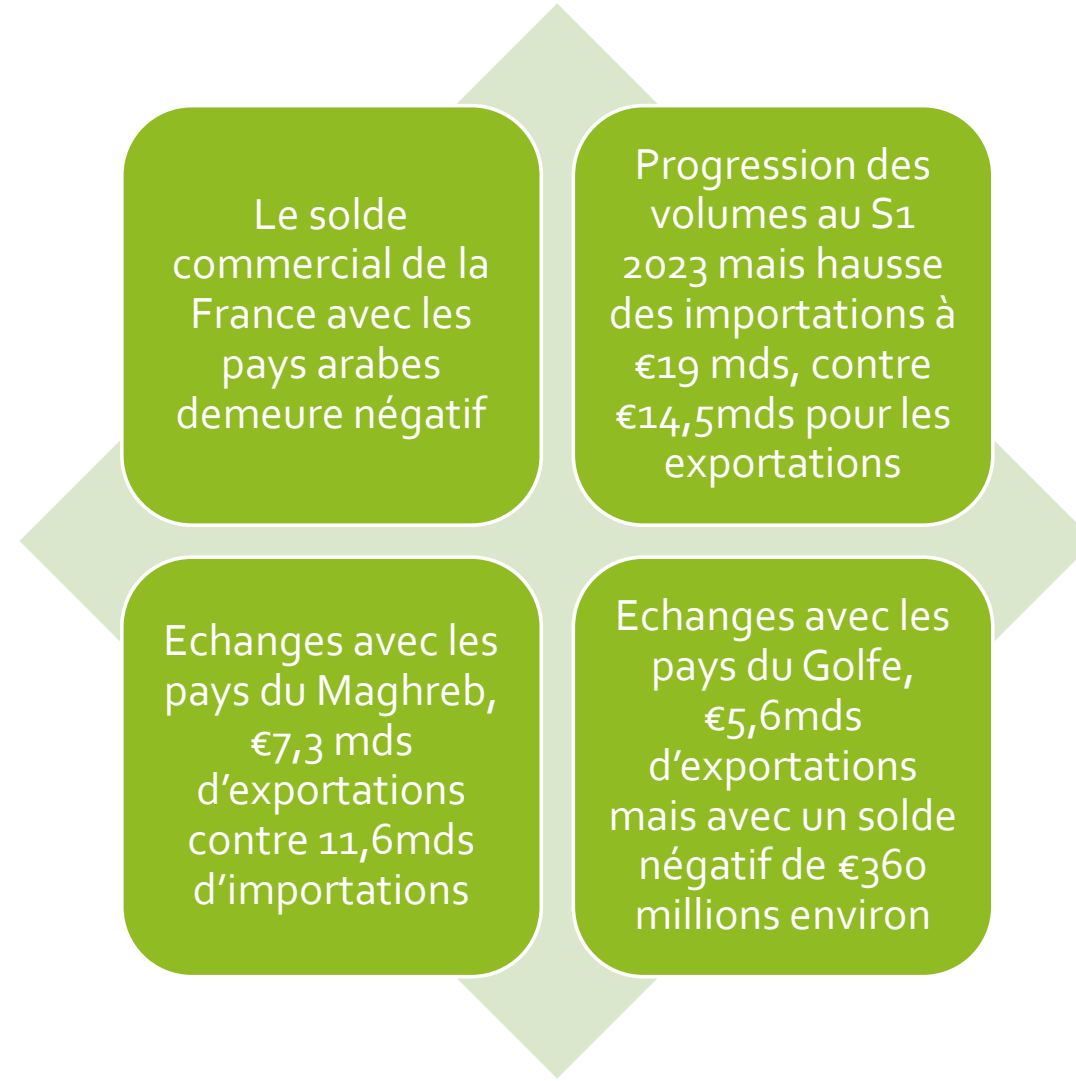 Le solde
commercial de la
France avec les
pays arabes
demeure négatif
Progression des
volumes au S1
2023 mais hausse
des importations à
€19 mds, contre
€14,5mds pour les
exportations
Echanges avec les
pays du Maghreb,
€7,3 mds
d’exportations
contre 11,6mds
d’importations
Echanges avec les
pays du Golfe,
€5,6mds
d’exportations
mais avec un solde
négatif de €360
millions environ